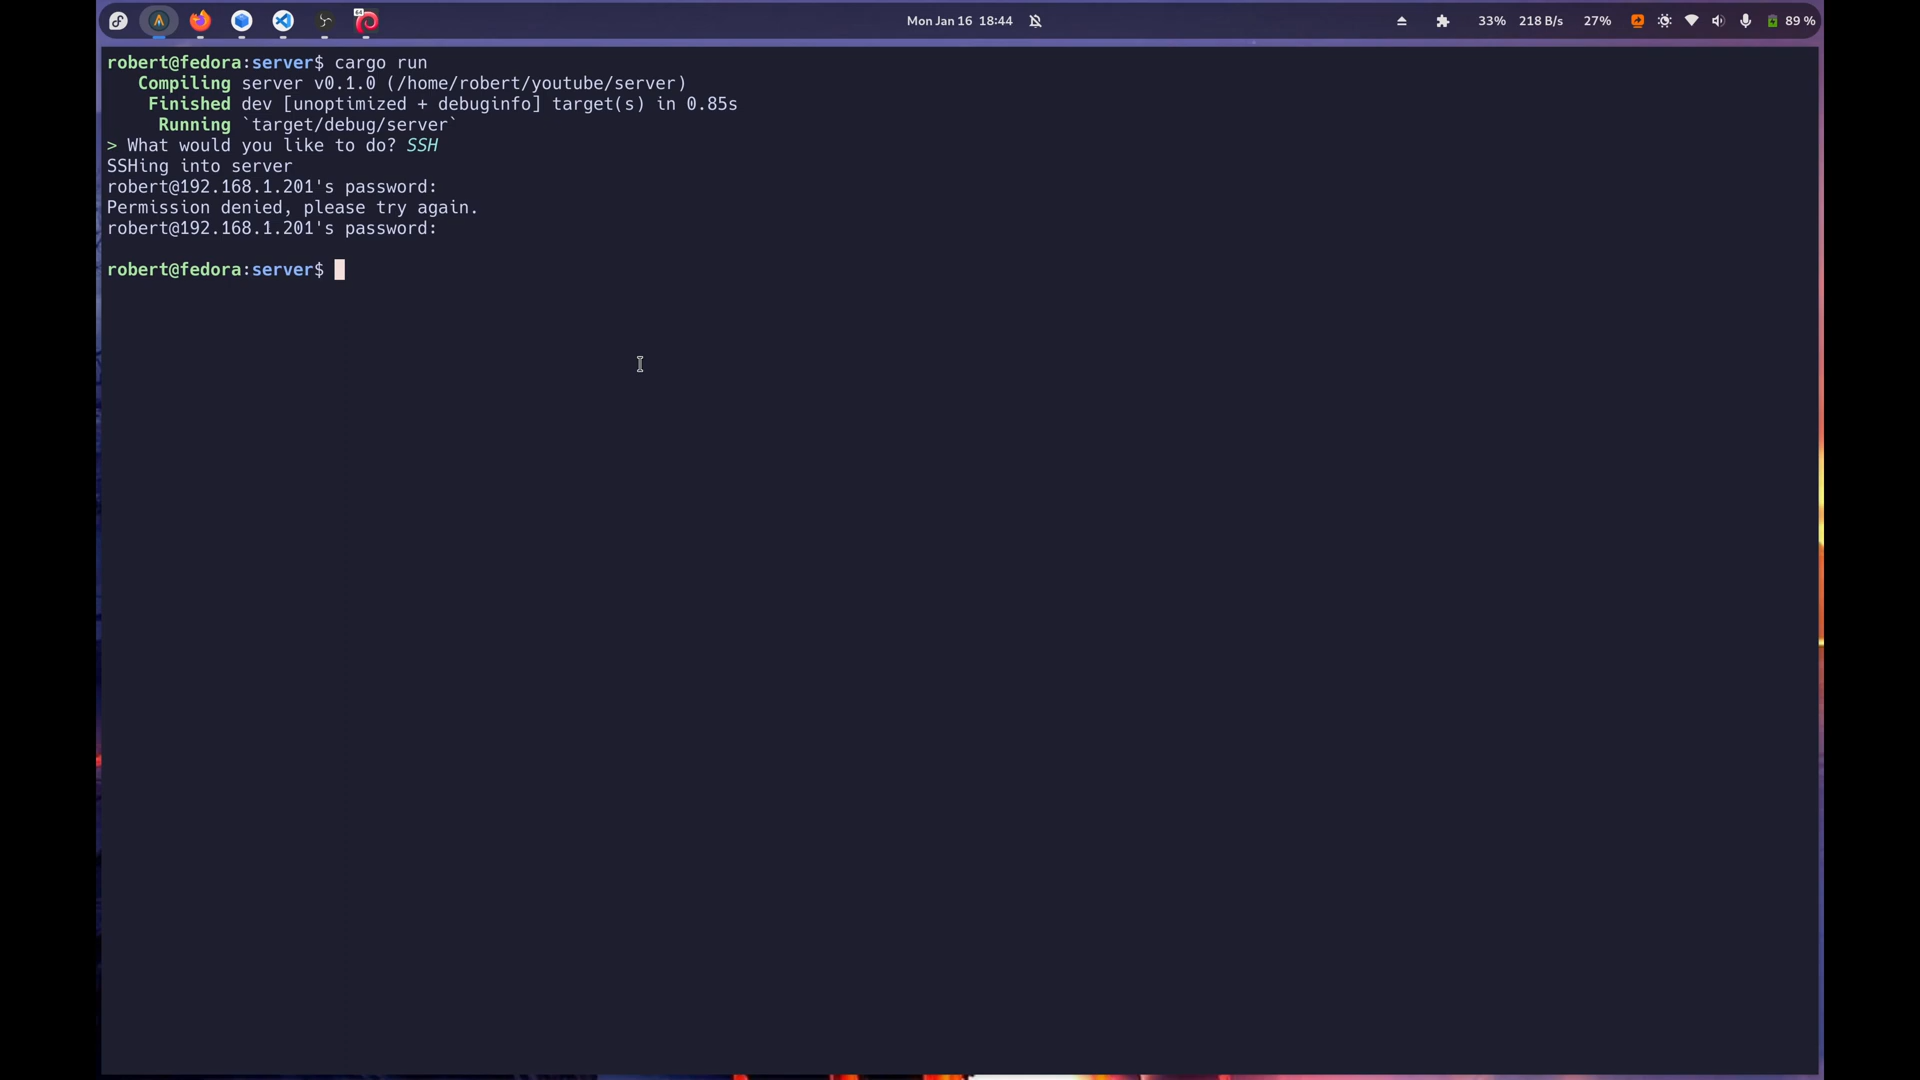 Mon Jan 16 18:44
33% 218 B/s 27% 89 %
64
robert@fedora:server$ cargo run
Compiling server v0.1.0 (/home/robert/youtube/server)
Finished dev [unoptimized + debuginfo] target(s) in 0.85s
Running `target/debug/server`
> What would you like to do? SSH
SSHing into server
robert@192.168.1.201's password:
Permission denied, please try again.
robert@192.168.1.201's password:
robert@fedora:server$